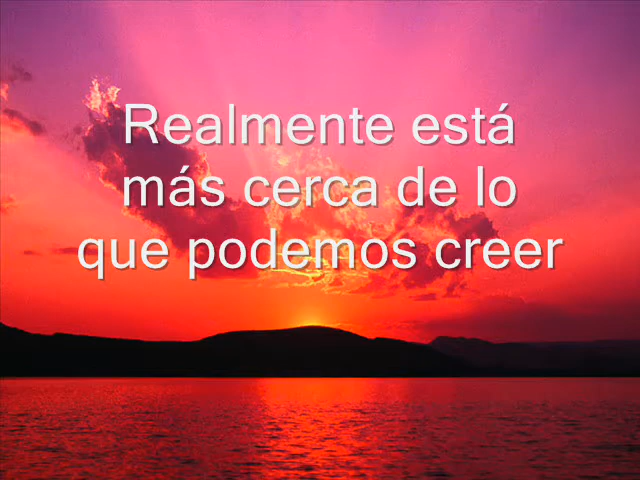 Realmente está
más cerca de lo
que podemos creer